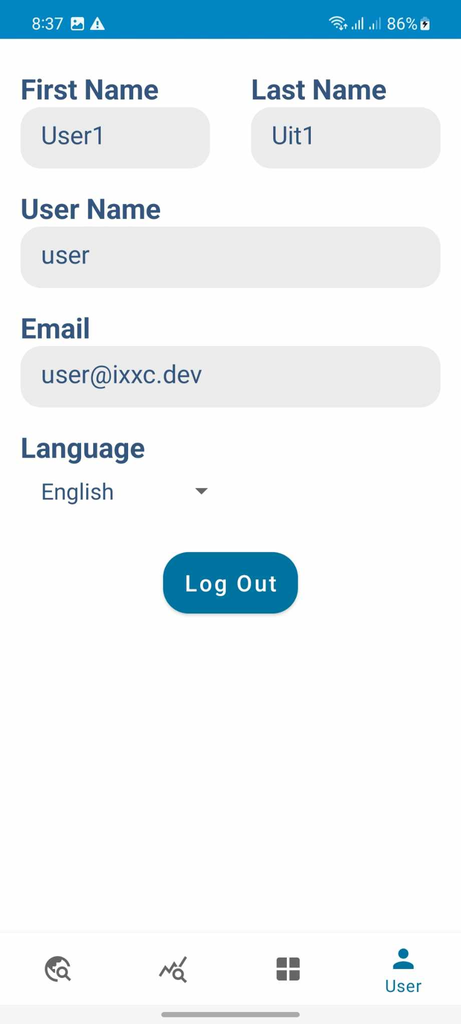 8:37 86%
First Name Last Name
User1 Uit1
User Name
user
Email
user@ixxc.dev
Language
English
Log Out
User